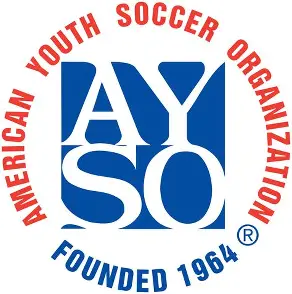 AMERICAN YOUTH SOCCER ORGANIZATION
AY
SO
®
FOUNDED 1964